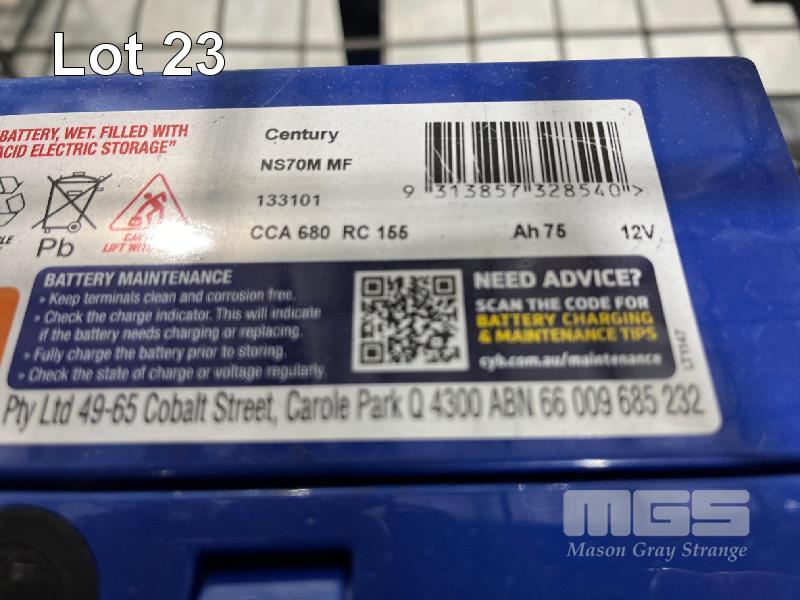 Lot 23
BATTERY, WET. FILLED WITH
ACID ELECTRIC STORAGE"
Pb
Century
NS70M MF
133101
CCA 680 RC 155 Ah 75 12V
9 313857 328540 >
BATTERY MAINTENANCE
» Keep terminals clean and corrosion free.
» Check the charge indicator. This will indicate
if the battery needs charging or replacing.
» Fully charge the battery prior to storing.
» Check the state of charge or voltage regularly.
NEED ADVICE?
SCAN THE CODE FOR
BATTERY CHARGING
& MAINTENANCE TIPS
cyb.com.au/maintenance
LT1147
Pty Ltd 49-65 Cobalt Street, Carole Park Q 4300 ABN 66 009 685 232
MGS
Mason Gray Strange